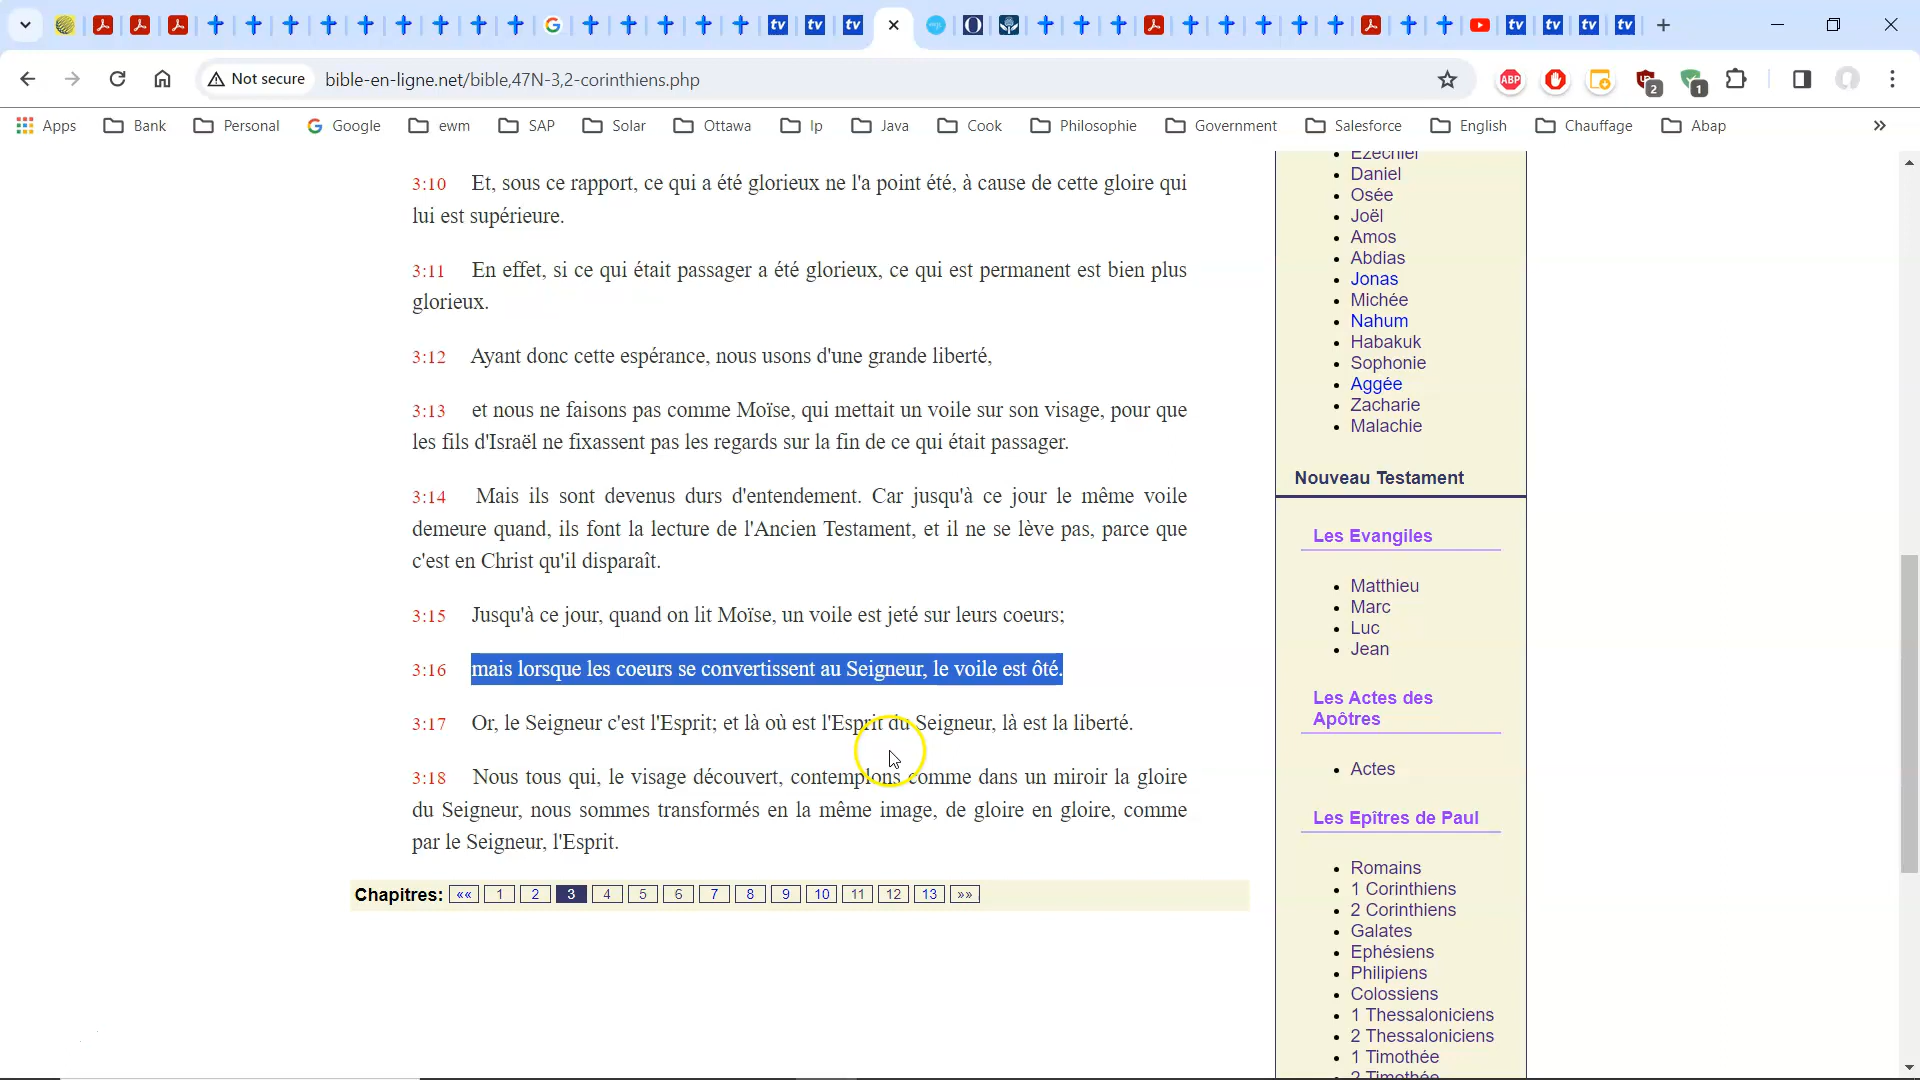 Not secure bible-en-ligne.net/bible,47N-3,2-corinthiens.php
ABP 2 1
Apps Bank Personal Google ewm SAP Solar Ottawa Ip Java Cook Philosophie Government Salesforce English Chauffage Abap »
3:10 Et, sous ce rapport, ce qui a été glorieux ne l'a point été, à cause de cette gloire qui
lui est supérieure.
3:11 En effet, si ce qui était passager a été glorieux, ce qui est permanent est bien plus
glorieux.
3:12 Ayant donc cette espérance, nous usons d'une grande liberté,
3:13 et nous ne faisons pas comme Moïse, qui mettait un voile sur son visage, pour que
les fils d'Israël ne fixassent pas les regards sur la fin de ce qui était passager.
3:14 Mais ils sont devenus durs d'entendement. Car jusqu'à ce jour le même voile
demeure quand, ils font la lecture de l'Ancien Testament, et il ne se lève pas, parce que
c'est en Christ qu'il disparaît.
3:15 Jusqu'à ce jour, quand on lit Moïse, un voile est jeté sur leurs coeurs;
3:16 mais lorsque les coeurs se convertissent au Seigneur, le voile est ôté.
3:17 Or, le Seigneur c'est l'Esprit; et là où est l'Esprit du Seigneur, là est la liberté.
3:18 Nous tous qui, le visage découvert, contemplons comme dans un miroir la gloire
du Seigneur, nous sommes transformés en la même image, de gloire en gloire, comme
par le Seigneur, l'Esprit.
Chapitres: «« 1 2 3 4 5 6 7 8 9 10 11 12 13 »»
Ezéchiel
Daniel
Osée
Joël
Amos
Abdias
Jonas
Michée
Nahum
Habakuk
Sophonie
Aggée
Zacharie
Malachie
Nouveau Testament
Les Evangiles
Matthieu
Marc
Luc
Jean
Les Actes des
Apôtres
Actes
Les Epîtres de Paul
Romains
1 Corinthiens
2 Corinthiens
Galates
Ephésiens
Philipiens
Colossiens
1 Thessaloniciens
2 Thessaloniciens
1 Timothée
2 Timothée